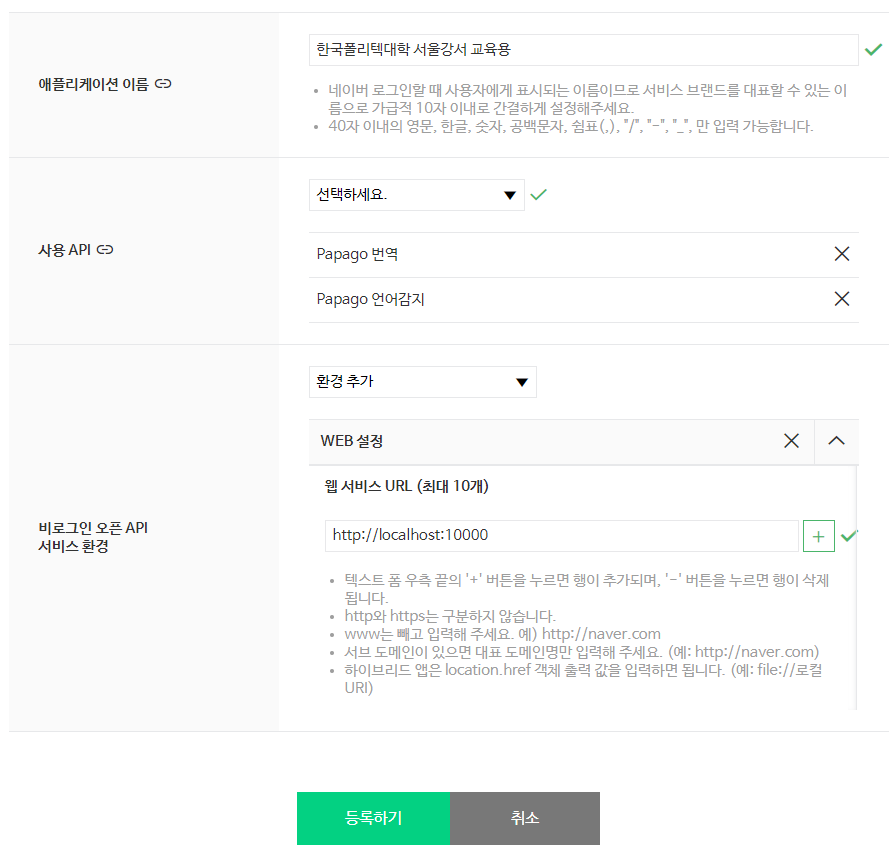 애플리케이션 이름
한국폴리텍대학 서울강서 교육용
네이버 로그인할 때 사용자에게 표시되는 이름이므로 서비스 브랜드를 대표할 수 있는 이
름으로 가급적 10자 이내로 간결하게 설정해주세요.
40자 이내의 영문, 한글, 숫자, 공백문자, 쉼표(,), "/", "-", "_", 만 입력 가능합니다.
사용 API
선택하세요.
Papago 번역
Papago 언어감지
비로그인 오픈 API
서비스 환경
환경 추가
WEB 설정
웹 서비스 URL (최대 10개)
http://localhost:10000
텍스트 폼 우측 끝의 '+' 버튼을 누르면 행이 추가되며, '-' 버튼을 누르면 행이 삭제
됩니다.
http와 https는 구분하지 않습니다.
www는 빼고 입력해 주세요. 예) http://naver.com
서브 도메인이 있으면 대표 도메인명만 입력해 주세요. (예: http://naver.com)
하이브리드 앱은 location.href 객체 출력 값을 입력하면 됩니다. (예: file://로컬
URI)
등록하기
취소